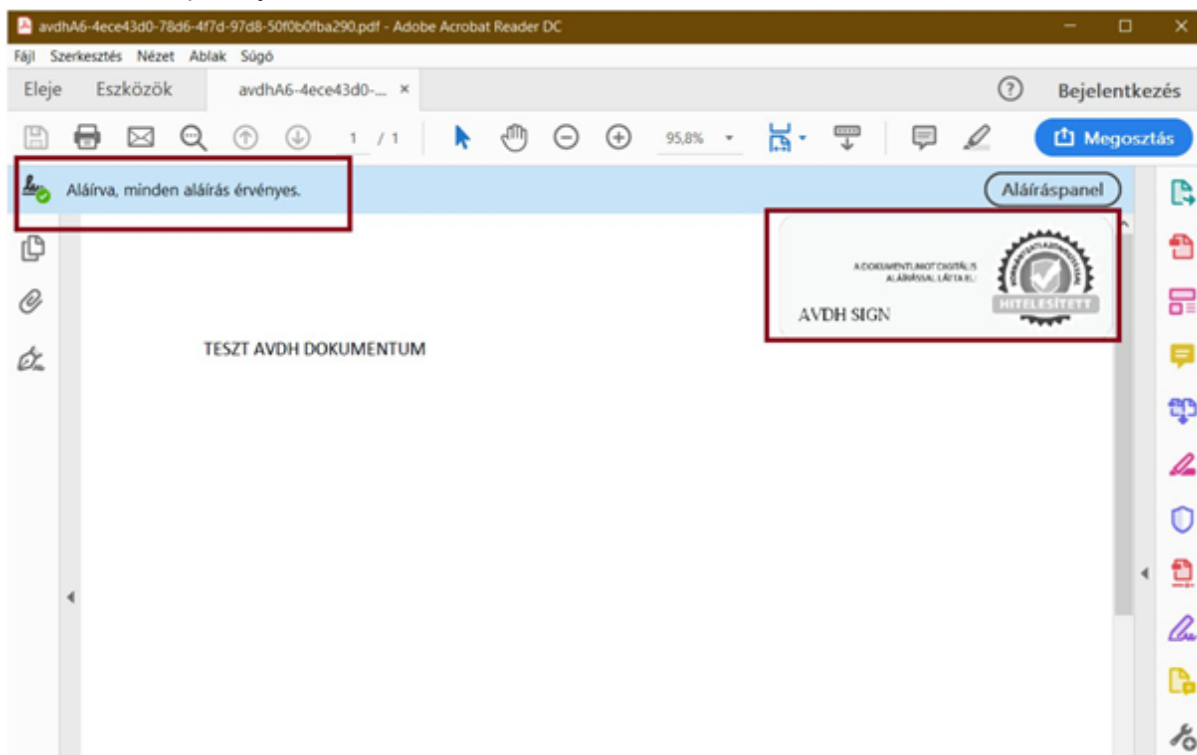 avdhA6-4ece43d0-78d6-4f7d-97d8-50f0b0fba290.pdf - Adobe Acrobat Reader DC
Fájl Szerkesztés Nézet Ablak Súgó
Eleje Eszközök avdhA6-4ece43d0-... × Bejelentkezés
1 / 1 95,8% Megosztás
Aláírva, minden aláírás érvényes. Aláíráspanel
A DOKUMENTUMOT DIGITÁLIS
ALÁÍRÁSSAL LÁTTA EL:
HITELESÍTETT
AVDH SIGN
TESZT AVDH DOKUMENTUM